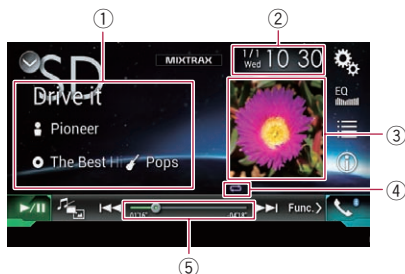 ①
②
SD
MIXTRAX
1/1
Wed 10 30
Drive it
EQ
Pioneer
③
The Best Hi Pops
④
01'16"
-04'18"
Func.
⑤